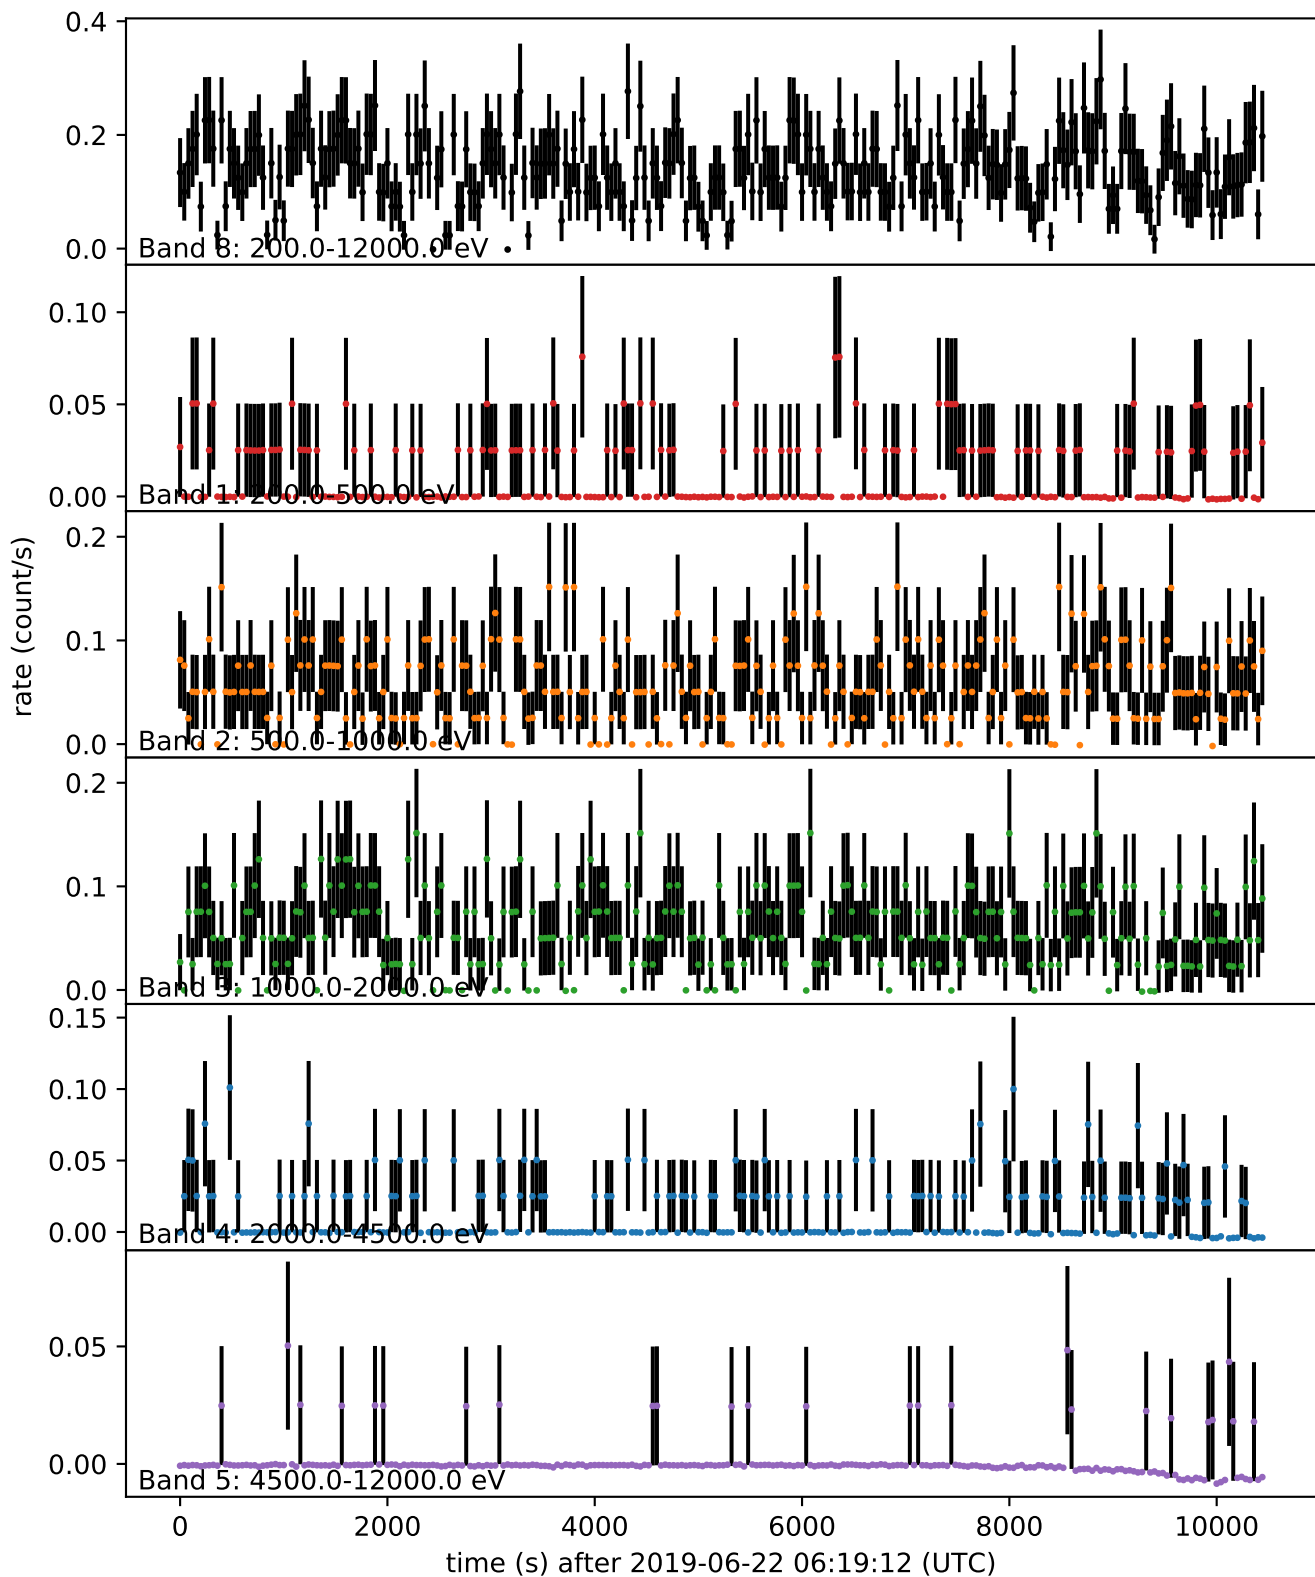 0.4
0.2
0.0
Band 8: 200.0-12000.0 eV
0.10
0.05
0.00
Band 1: 200.0-500.0 eV
rate (count/s)
0.2
0.1
0.0
Band 2: 500.0-1000.0 eV
0.2
0.1
0.0
Band 3: 1000.0-2000.0 eV
0.15
0.10
0.05
0.00
Band 4: 2000.0-4500.0 eV
0.05
0.00
Band 5: 4500.0-12000.0 eV
0 2000 4000 6000 8000 10000
time (s) after 2019-06-22 06:19:12 (UTC)